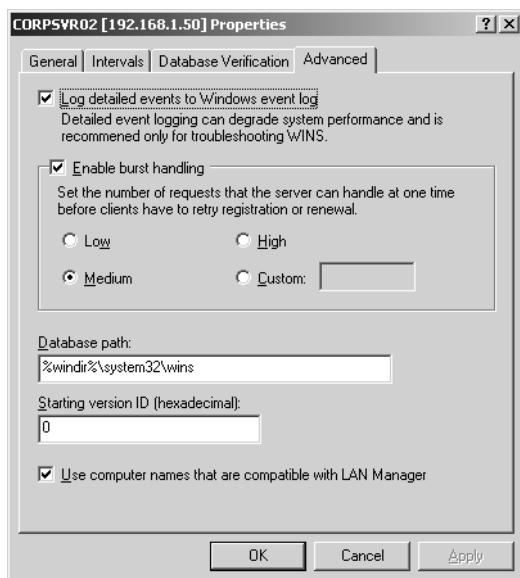 CORPSVR02 [192.168.1.50] Properties
General Intervals Database Verification Advanced
Log detailed events to Windows event log
Detailed event logging can degrade system performance and is
recommened only for troubleshooting WINS.
Enable burst handling
Set the number of requests that the server can handle at one time
before clients have to retry registration or renewal.
Low High
Medium Custom:
Database path:
%windir%\system32\wins
Starting version ID (hexadecimal):
0
Use computer names that are compatible with LAN Manager
OK Cancel Apply